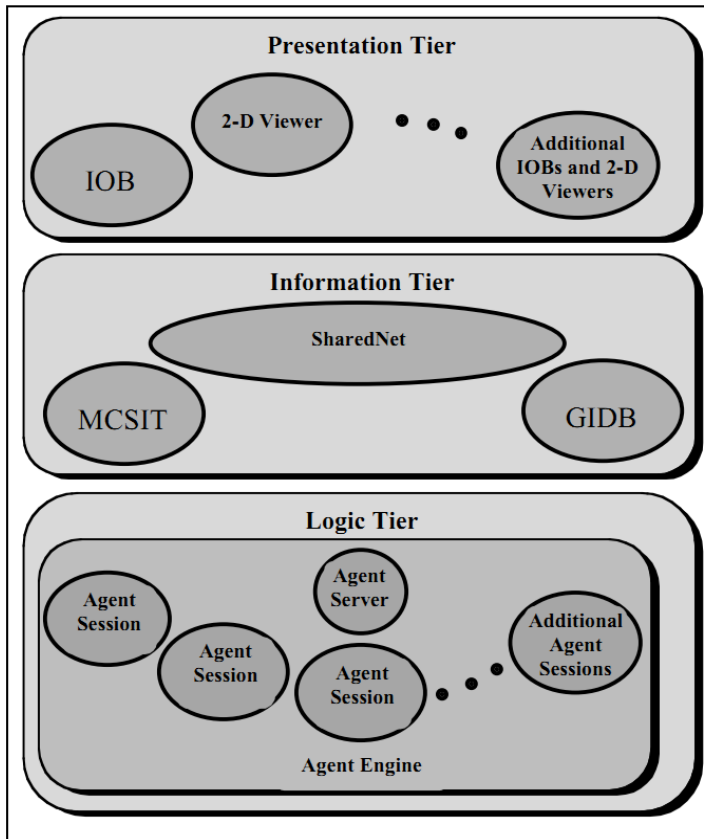 Presentation Tier
2-D Viewer
IOB
Additional
IOBs and 2-D
Viewers
Information Tier
SharedNet
MCSIT
GIDB
Logic Tier
Agent
Session
Agent
Session
Agent
Server
Agent
Session
Additional
Agent
Sessions
Agent Engine